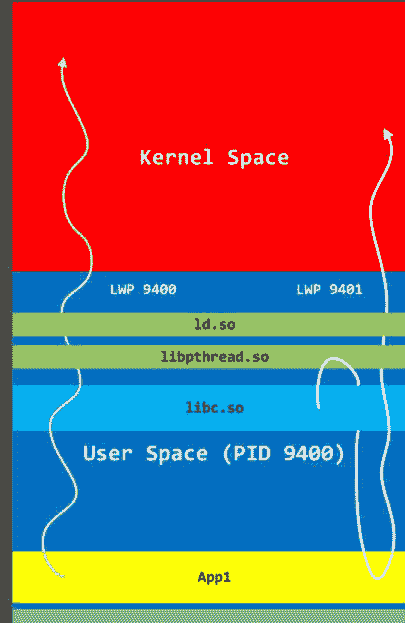 Kernel Space
LWP 9400 LWP 9401
ld.so
libpthread.so
libc.so
User Space (PID 9400)
App1